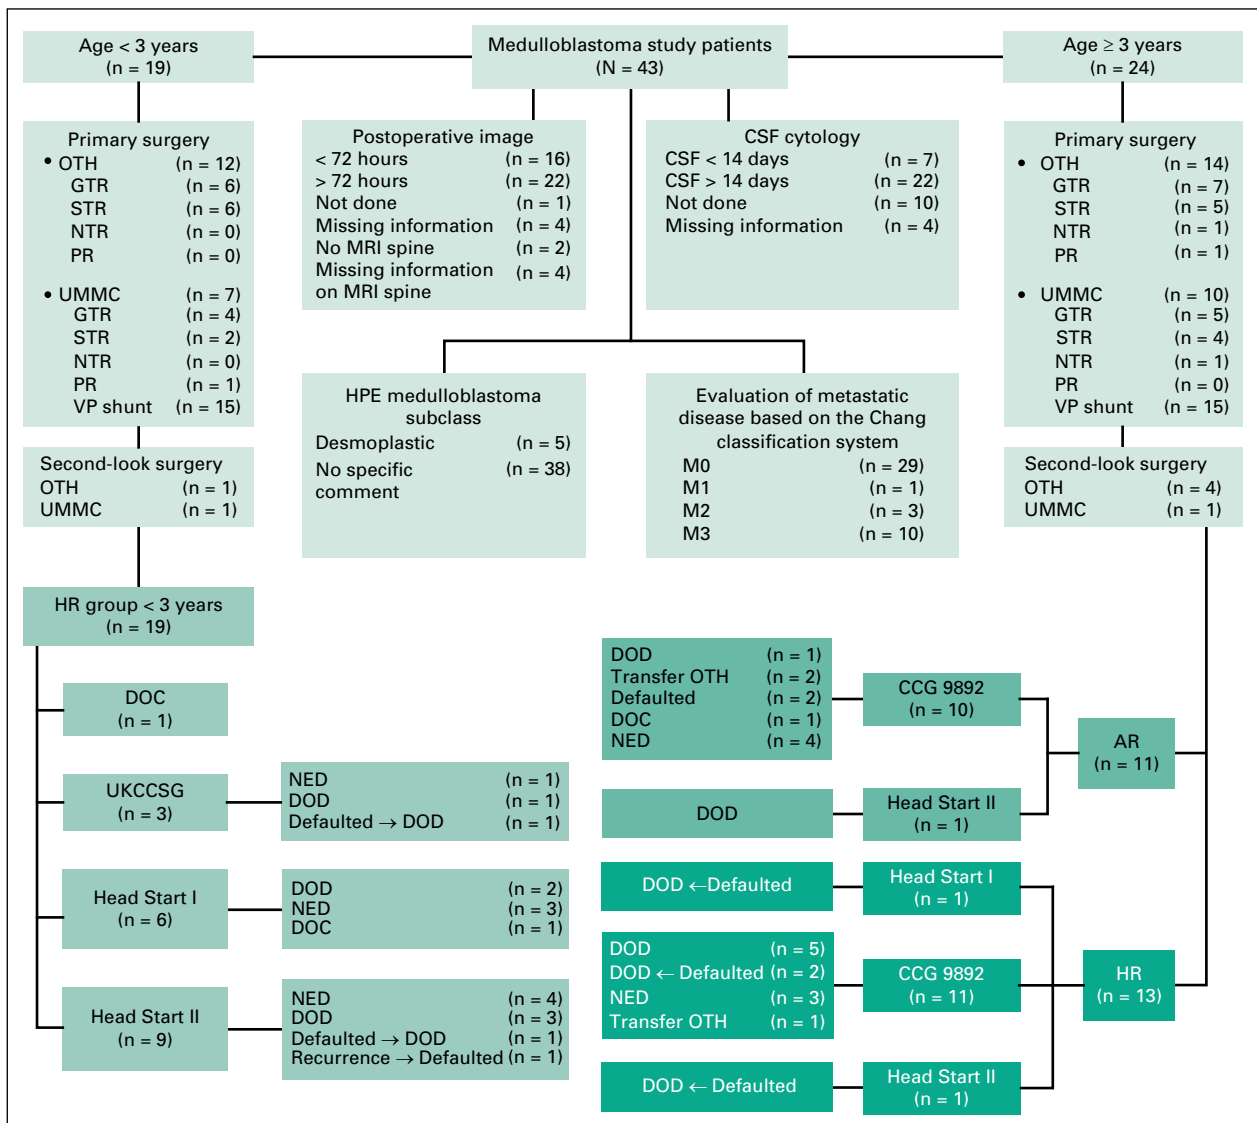 Medulloblastoma study patients
(N = 43)
Age < 3 years
(n = 19)
Primary surgery
• OTH (n = 12)
GTR (n = 6)
STR (n = 6)
NTR (n = 0)
PR (n = 0)
• UMMC (n = 7)
GTR (n = 4)
STR (n = 2)
NTR (n = 0)
PR (n = 1)
VP shunt (n = 15)
Second-look surgery
OTH (n = 1)
UMMC (n = 1)
HR group < 3 years
(n = 19)
DOC
(n = 1)
UKCCSG
(n = 3)
NED (n = 1)
DOD (n = 1)
Defaulted → DOD (n = 1)
Head Start I
(n = 6)
DOD (n = 2)
NED (n = 3)
DOC (n = 1)
Head Start II
(n = 9)
NED (n = 4)
DOD (n = 3)
Defaulted → DOD (n = 1)
Recurrence → Defaulted (n = 1)
Postoperative image
< 72 hours (n = 16)
> 72 hours (n = 22)
Not done (n = 1)
Missing information (n = 4)
No MRI spine (n = 2)
Missing information (n = 4)
on MRI spine
CSF cytology
CSF < 14 days (n = 7)
CSF > 14 days (n = 22)
Not done (n = 10)
Missing information (n = 4)
HPE medulloblastoma
subclass
Desmoplastic (n = 5)
No specific (n = 38)
comment
Evaluation of metastatic
disease based on the Chang
classification system
M0 (n = 29)
M1 (n = 1)
M2 (n = 3)
M3 (n = 10)
Age ≥ 3 years
(n = 24)
Primary surgery
• OTH (n = 14)
GTR (n = 7)
STR (n = 5)
NTR (n = 1)
PR (n = 1)
• UMMC (n = 10)
GTR (n = 5)
STR (n = 4)
NTR (n = 1)
PR (n = 0)
VP shunt (n = 15)
Second-look surgery
OTH (n = 4)
UMMC (n = 1)
AR
(n = 11)
CCG 9892
(n = 10)
DOD (n = 1)
Transfer OTH (n = 2)
Defaulted (n = 2)
DOC (n = 1)
NED (n = 4)
Head Start II
(n = 1)
DOD
HR
(n = 13)
Head Start I
(n = 1)
DOD ←Defaulted
CCG 9892
(n = 11)
DOD (n = 5)
DOD ← Defaulted (n = 2)
NED (n = 3)
Transfer OTH (n = 1)
Head Start II
(n = 1)
DOD ← Defaulted